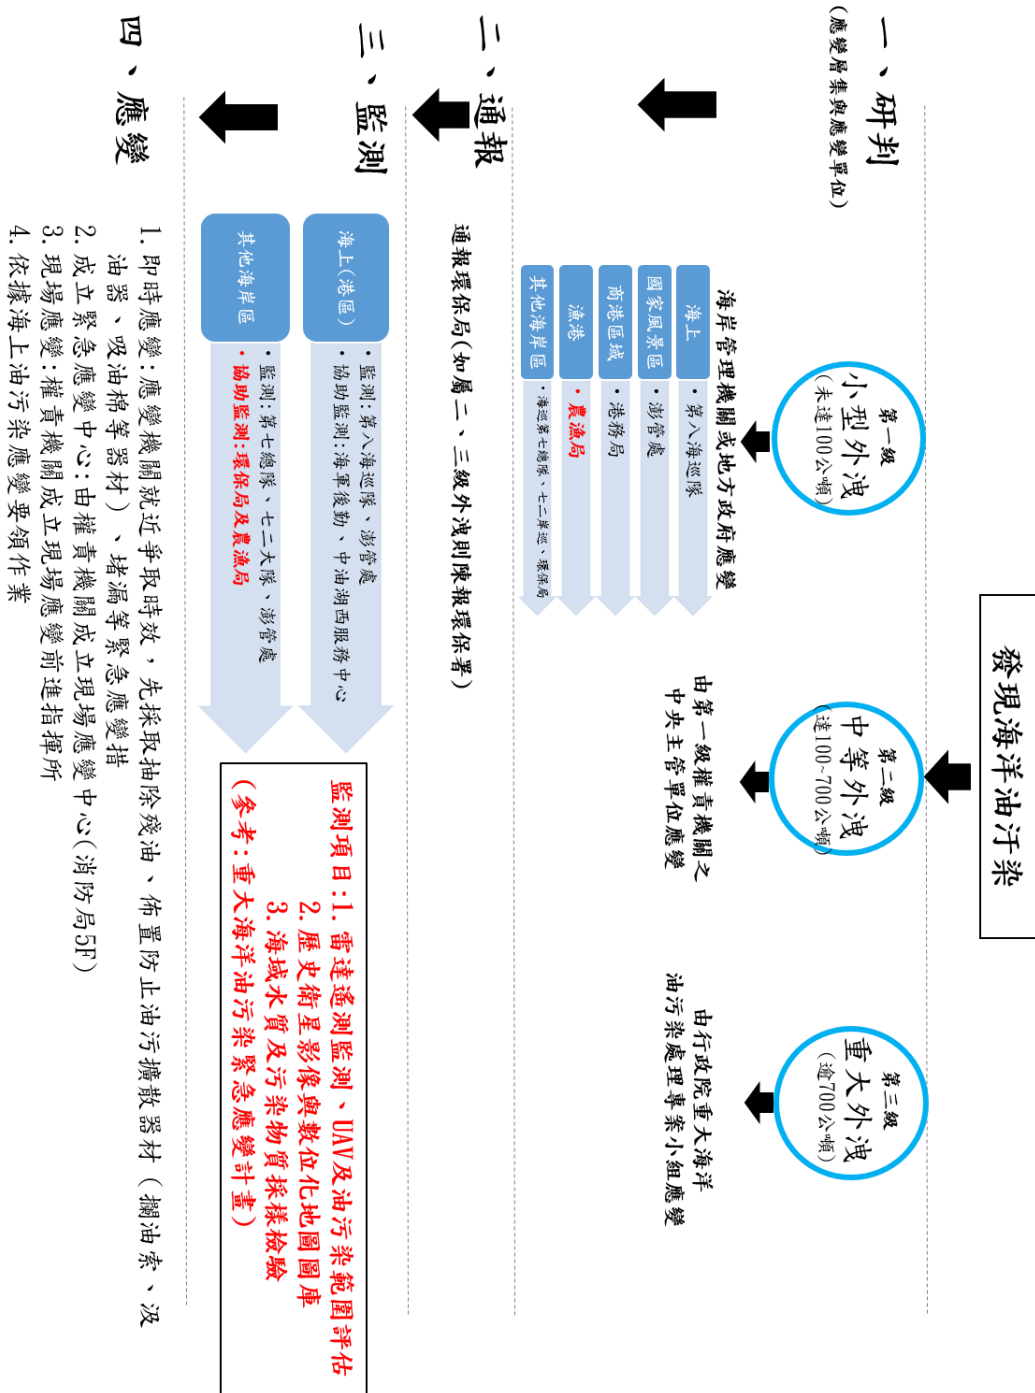 發現海洋油汙染
一、研判
(應變層集與應變單位)
第一級
小型外洩
(未達100公噸)
第二級
中等外洩
(達100~700公噸)
第三級
重大外洩
(逾700公噸)
海岸管理機關或地方政府應變
海上
• 第八海巡隊
國家風景區
• 澎管處
商港區域
• 港務局
漁港
• 農漁局
其他海岸區
• 海巡第七總隊、七二岸巡、環保局
由第一級權責機關之
中央主管單位應變
由行政院重大海洋
油污染處理專案小組應變
二、通報
通報環保局(如屬二、三級外洩則陳報環保署)
三、監測
海上(港區)
• 監測:第八海巡隊、澎管處
• 協助監測:海軍後勤、中油湖西服務中心
其他海岸區
• 監測:第七總隊、七二大隊、澎管處
• 協助監測:環保局及農漁局
監測項目:1.雷達遙測監測、UAV及油污染範圍評估
2.歷史衛星影像與數位化地圖圖庫
3.海域水質及污染物質採樣檢驗
(參考:重大海洋油污染緊急應變計畫)
四、應變
1.即時應變:應變機關就近爭取時效，先採取抽除殘油、佈置防止油污擴散器材（攔油索、汲
油器、吸油棉等器材）、堵漏等緊急應變措
2.成立緊急應變中心:由權責機關成立現場應變中心(消防局5F)
3.現場應變:權責機關成立現場應變前進指揮所
4.依據海上油污染應變要領作業